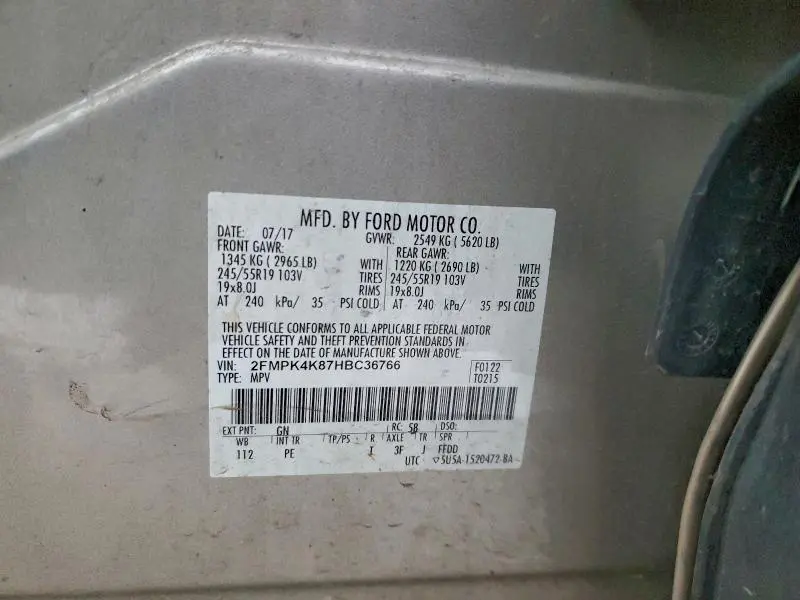 MFD. BY FORD MOTOR CO.
DATE: 07/17 GVWR: 2549 KG ( 5620 LB)
FRONT GAWR: REAR GAWR:
1345 KG ( 2965 LB) WITH 1220 KG ( 2690 LB) WITH
245/55R19 103V TIRES 245/55R19 103V TIRES
19x8.0J RIMS 19x8.0J RIMS
AT 240 kPa/ 35 PSI COLD AT 240 kPa/ 35 PSI COLD
THIS VEHICLE CONFORMS TO ALL APPLICABLE FEDERAL MOTOR
VEHICLE SAFETY AND THEFT PREVENTION STANDARDS IN
EFFECT ON THE DATE OF MANUFACTURE SHOWN ABOVE.
VIN: 2FMPK4K87HBC36766 F0122
TYPE: MPV T0215
EXT PNT: GN RC: 58 DSO:
WB INT TR TP/PS R AXLE TR SPR
112 PE I 3F J FFDD
UTC ▽5U5A-1520472-BA